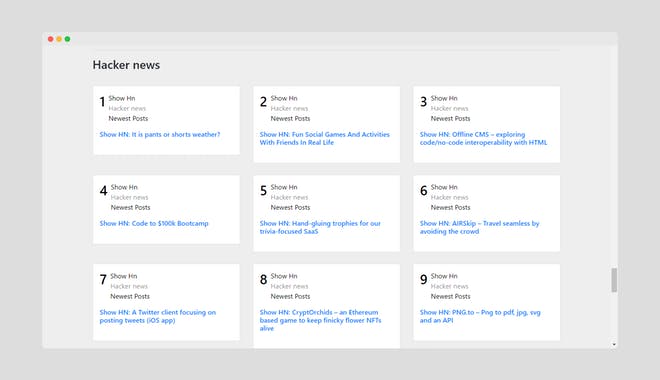 Hacker news
1 Show Hn
Hacker news
Newest Posts
Show HN: It is pants or shorts weather?
2 Show Hn
Hacker news
Newest Posts
Show HN: Fun Social Games And Activities
With Friends In Real Life
3 Show Hn
Hacker news
Newest Posts
Show HN: Offline CMS – exploring
code/no-code interoperability with HTML
4 Show Hn
Hacker news
Newest Posts
Show HN: Code to $100k Bootcamp
5 Show Hn
Hacker news
Newest Posts
Show HN: Hand-gluing trophies for our
trivia-focused SaaS
6 Show Hn
Hacker news
Newest Posts
Show HN: AIRSkip – Travel seamless by
avoiding the crowd
7 Show Hn
Hacker news
Newest Posts
Show HN: A Twitter client focusing on
posting tweets (iOS app)
8 Show Hn
Hacker news
Newest Posts
Show HN: CryptOrchids – an Ethereum
based game to keep finicky flower NFTs
alive
9 Show Hn
Hacker news
Newest Posts
Show HN: PNG.to – Png to pdf, jpg, svg
and an API